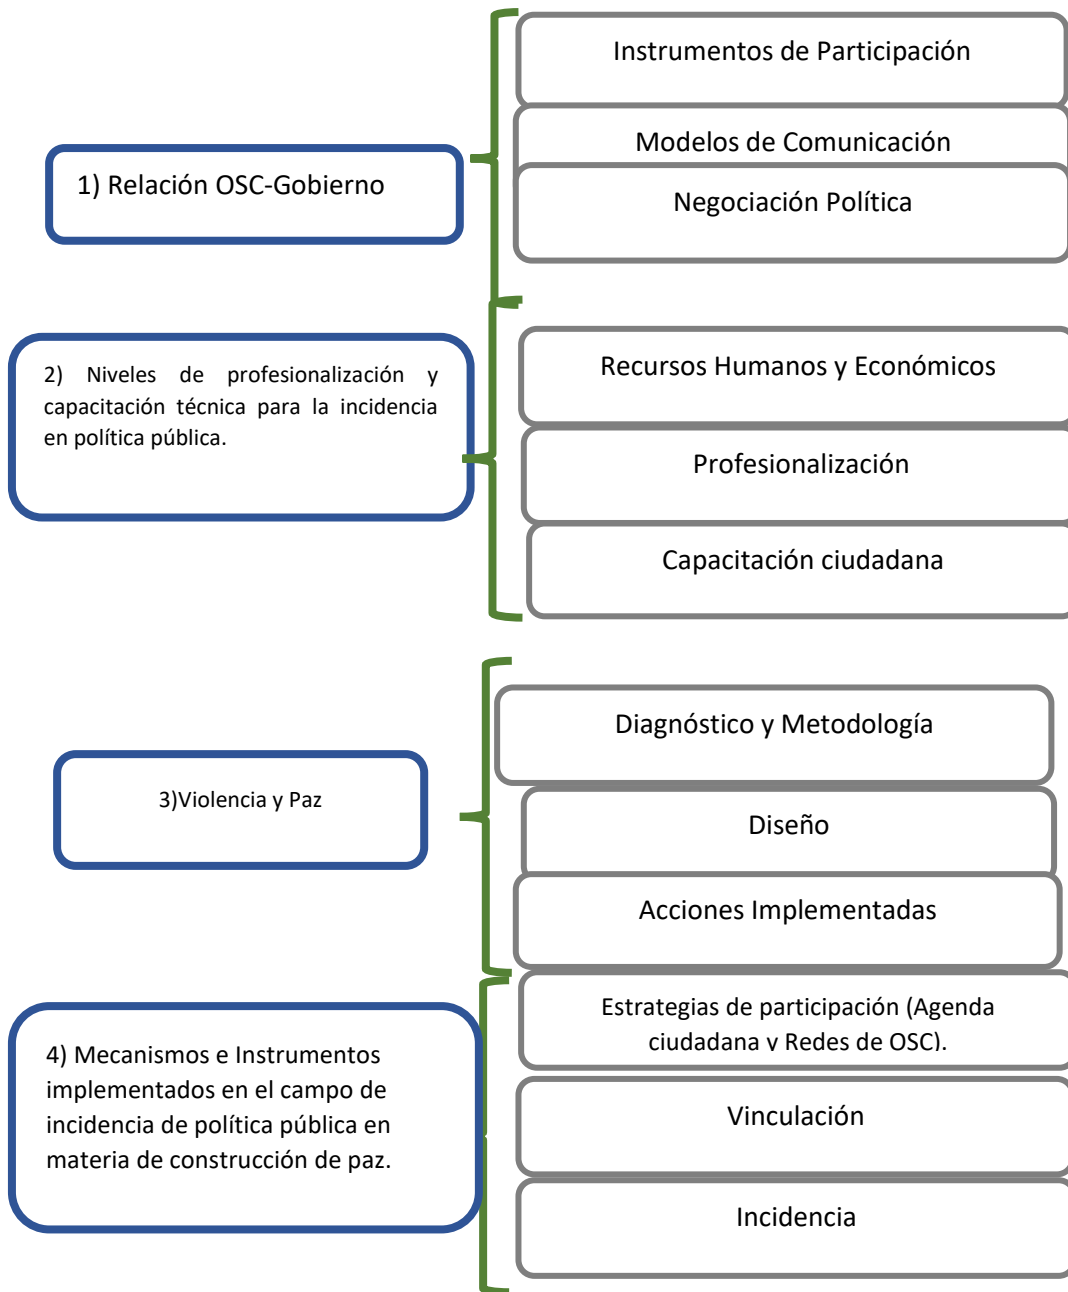 1) Relación OSC-Gobierno
Instrumentos de Participación
Modelos de Comunicación
Negociación Política
2) Niveles de profesionalización y
capacitación técnica para la incidencia
en política pública.
Recursos Humanos y Económicos
Profesionalización
Capacitación ciudadana
3)Violencia y Paz
Diagnóstico y Metodología
Diseño
Acciones Implementadas
4) Mecanismos e Instrumentos
implementados en el campo de
incidencia de política pública en
materia de construcción de paz.
Estrategias de participación (Agenda
ciudadana y Redes de OSC).
Vinculación
Incidencia